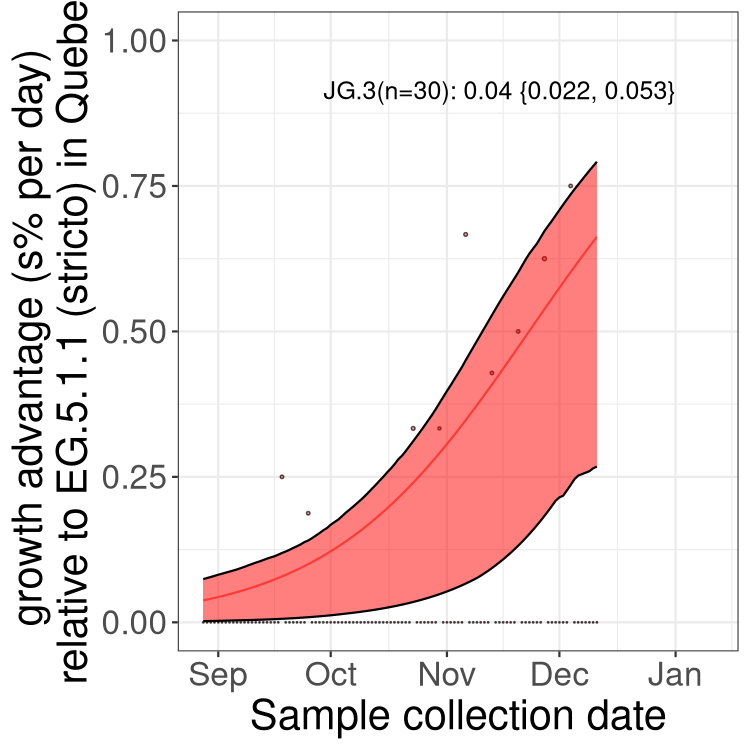 growth advantage (s% per day)
relative to EG.5.1.1 (stricto) in Quebe
1.00
0.75
0.50
0.25
0.00
JG.3(n=30): 0.04 {0.022, 0.053}
Sep Oct Nov Dec Jan
Sample collection date